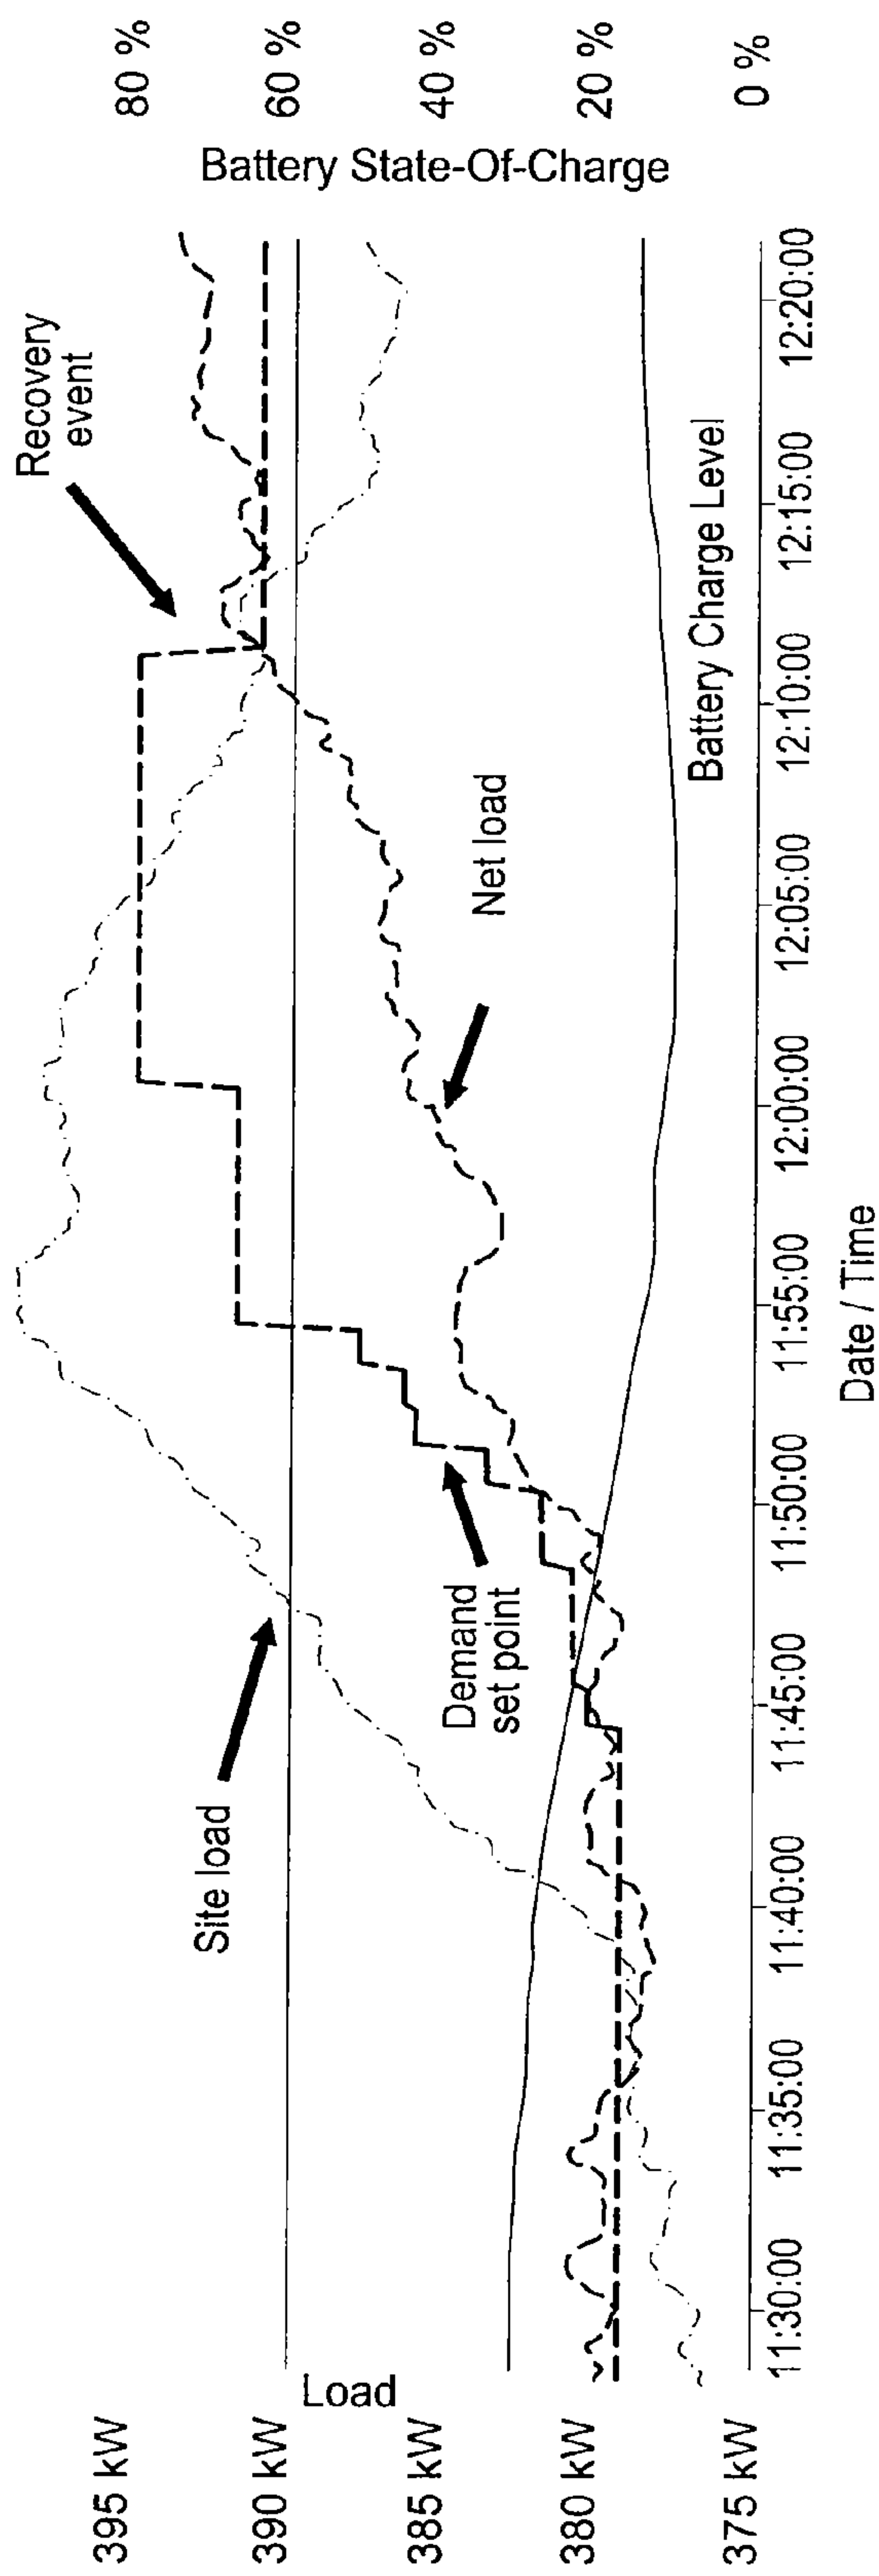 395 kW
390 kW
385 kW
380 kW
375 kW
Load
Site load
Demand
set point
Net load
Recovery
event
Battery Charge Level
80 %
60 %
40 %
20 %
0 %
Battery State-Of-Charge
11:30:00
11:35:00
11:40:00
11:45:00
11:50:00
11:55:00
12:00:00
12:05:00
12:10:00
12:15:00
12:20:00
Date / Time